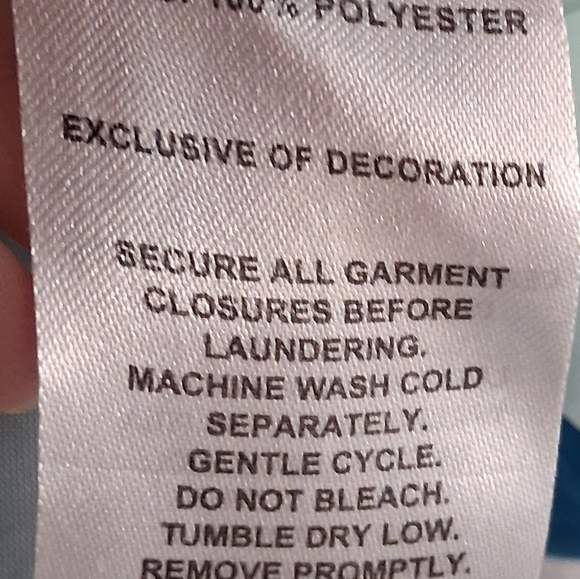 100% POLYESTER
EXCLUSIVE OF DECORATION
SECURE ALL GARMENT
CLOSURES BEFORE
LAUNDERING.
MACHINE WASH COLD
SEPARATELY.
GENTLE CYCLE.
DO NOT BLEACH.
TUMBLE DRY LOW.
REMOVE PROMPTLY.